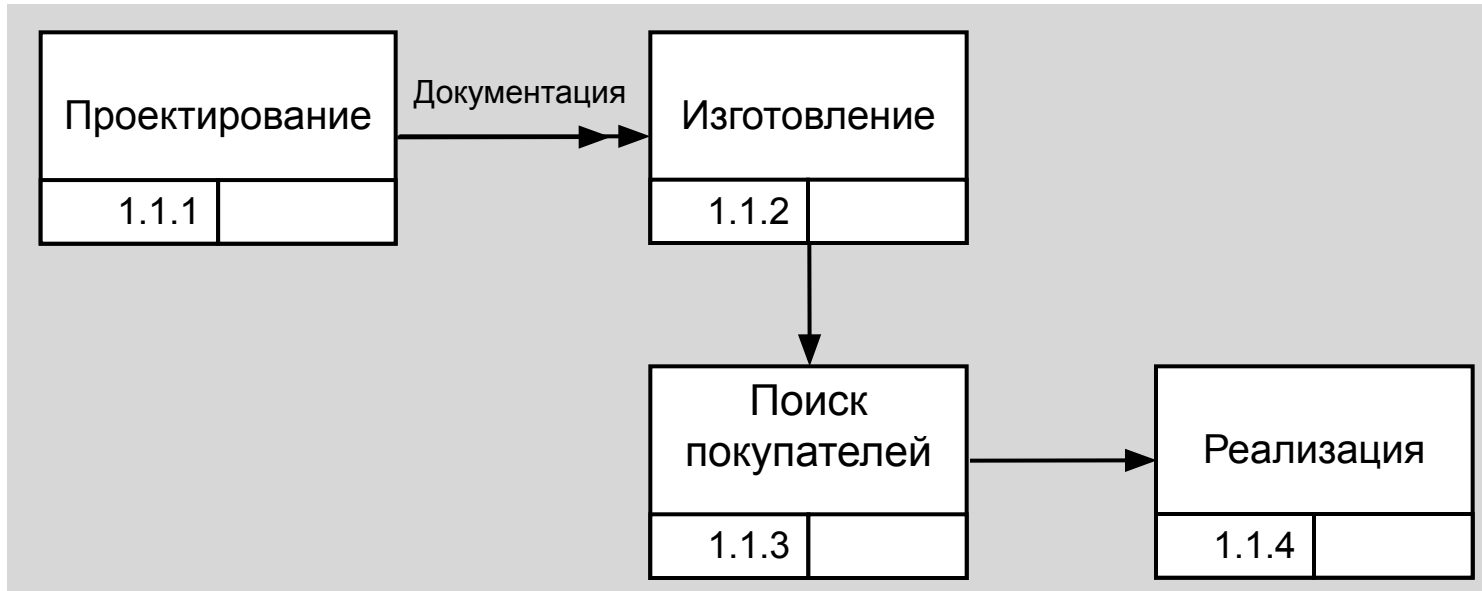 Проектирование
Документация
Изготовление
1.1.1
1.1.2
Поиск
покупателей
Реализация
1.1.3
1.1.4